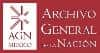 AGN
MÉXICO
ARCHIVO
GENERAL
DE LA NACIÓN